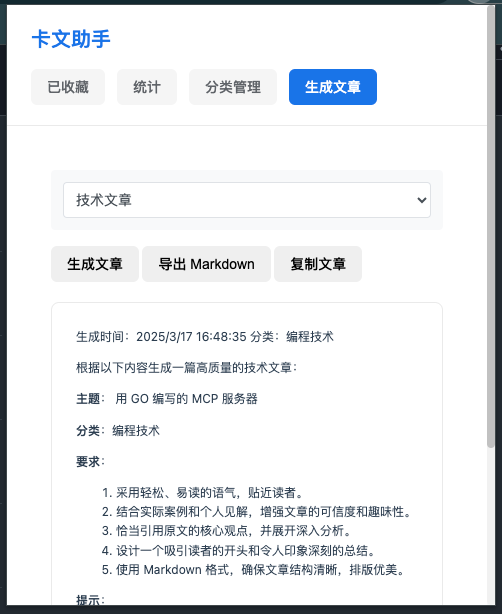 卡文助手
已收藏 统计 分类管理 生成文章
技术文章
生成文章 导出 Markdown 复制文章
生成时间：2025/3/17 16:48:35 分类：编程技术
根据以下内容生成一篇高质量的技术文章：
主题： 用 GO 编写的 MCP 服务器
分类：编程技术
要求：
1. 采用轻松、易读的语气，贴近读者。
2. 结合实际案例和个人见解，增强文章的可信度和趣味性。
3. 恰当引用原文的核心观点，并展开深入分析。
4. 设计一个吸引读者的开头和令人印象深刻的总结。
5. 使用 Markdown 格式，确保文章结构清晰，排版优美。
提示：